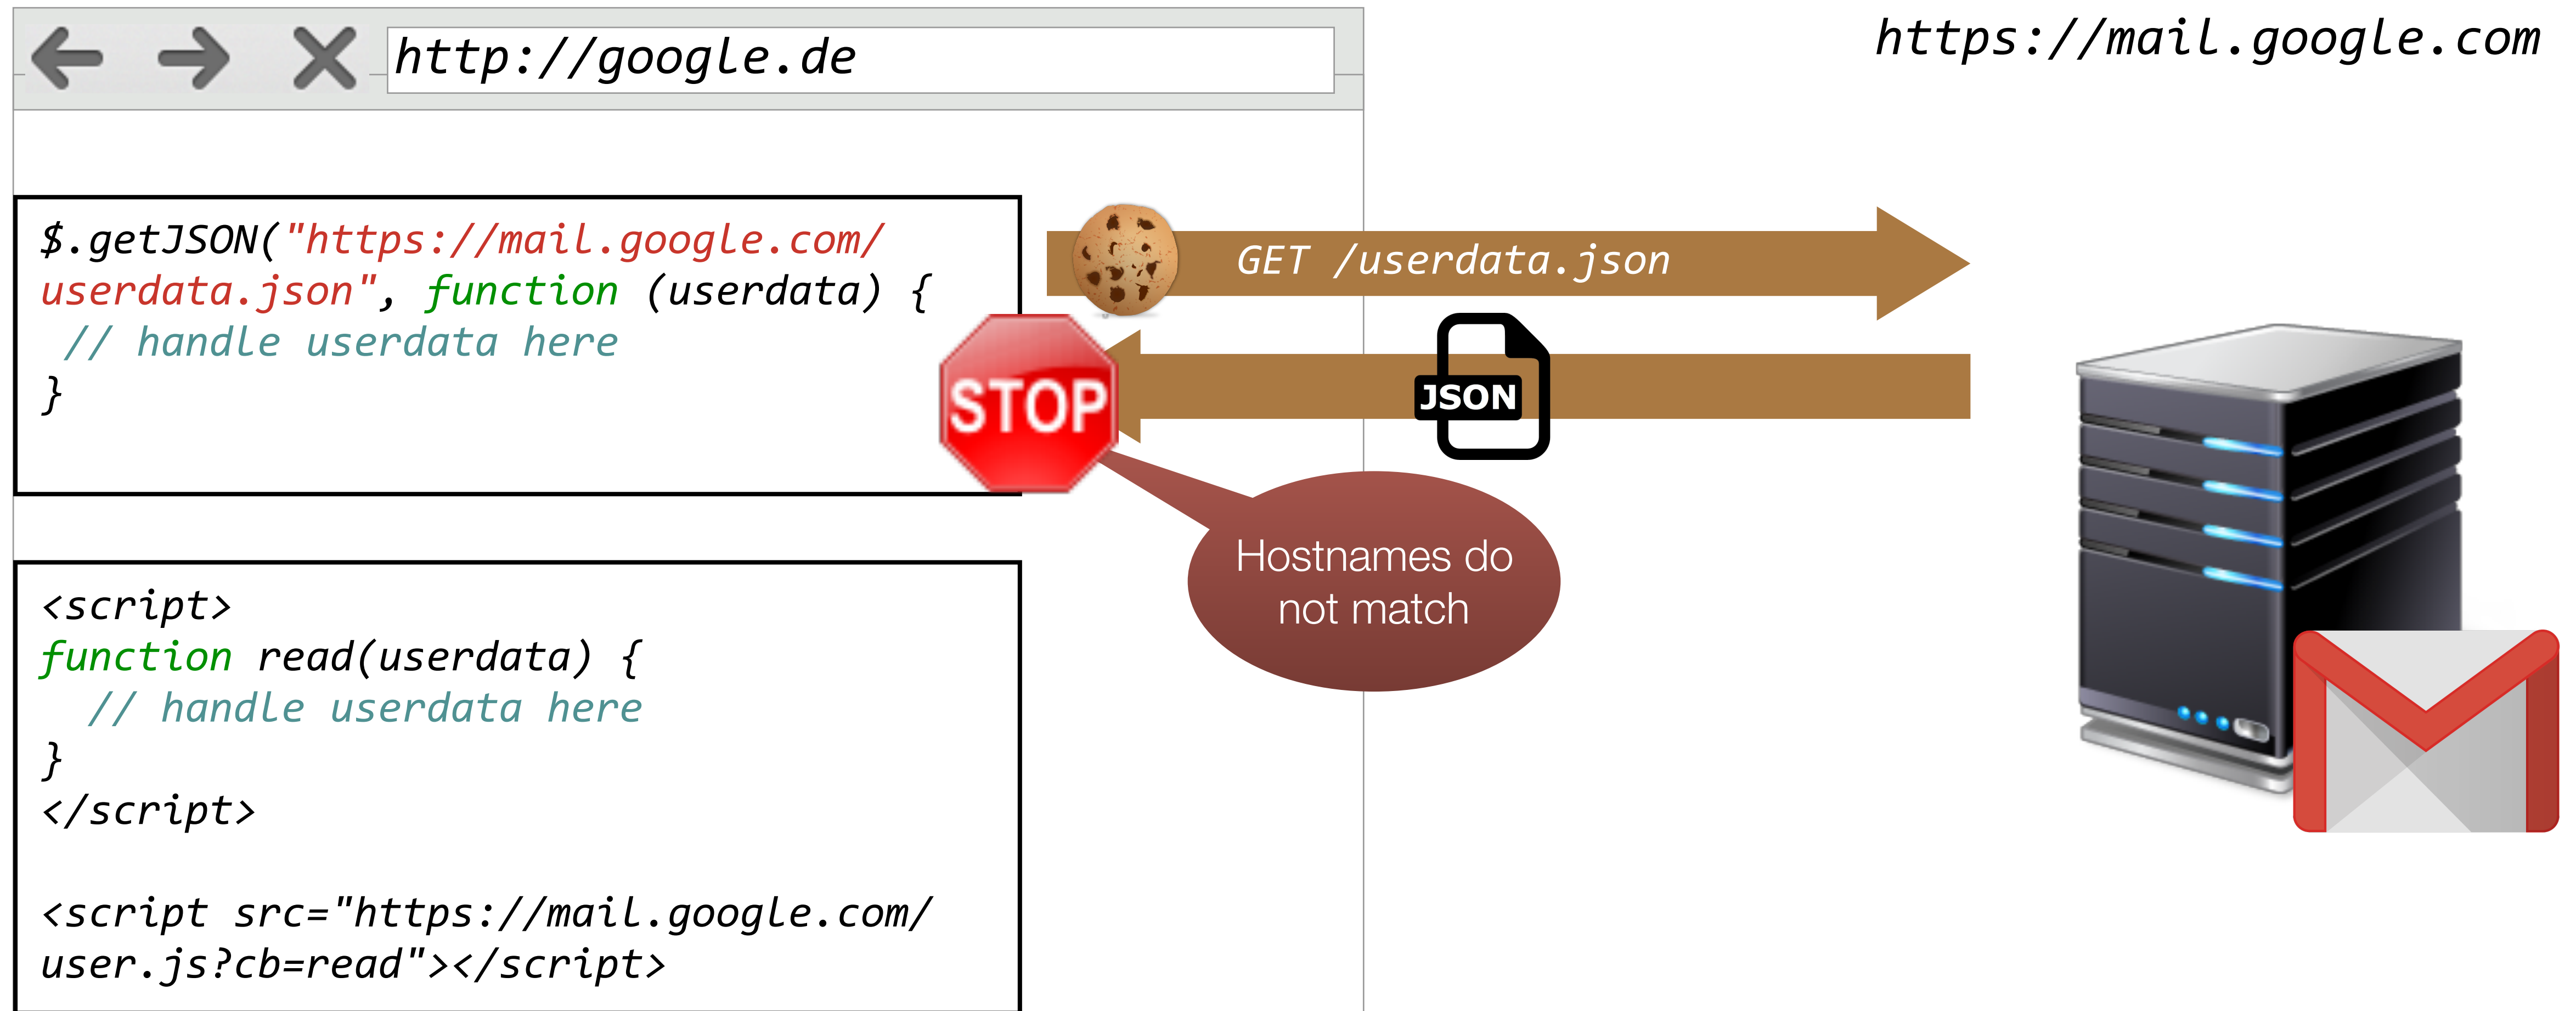 http://google.de
https://mail.google.com
$.getJSON("https://mail.google.com/
userdata.json", function (userdata) {
 // handle userdata here
}
GET /userdata.json
JSON
STOP
Hostnames do
not match
<script>
function read(userdata) {
  // handle userdata here
}
</script>
<script src="https://mail.google.com/
user.js?cb=read"></script>